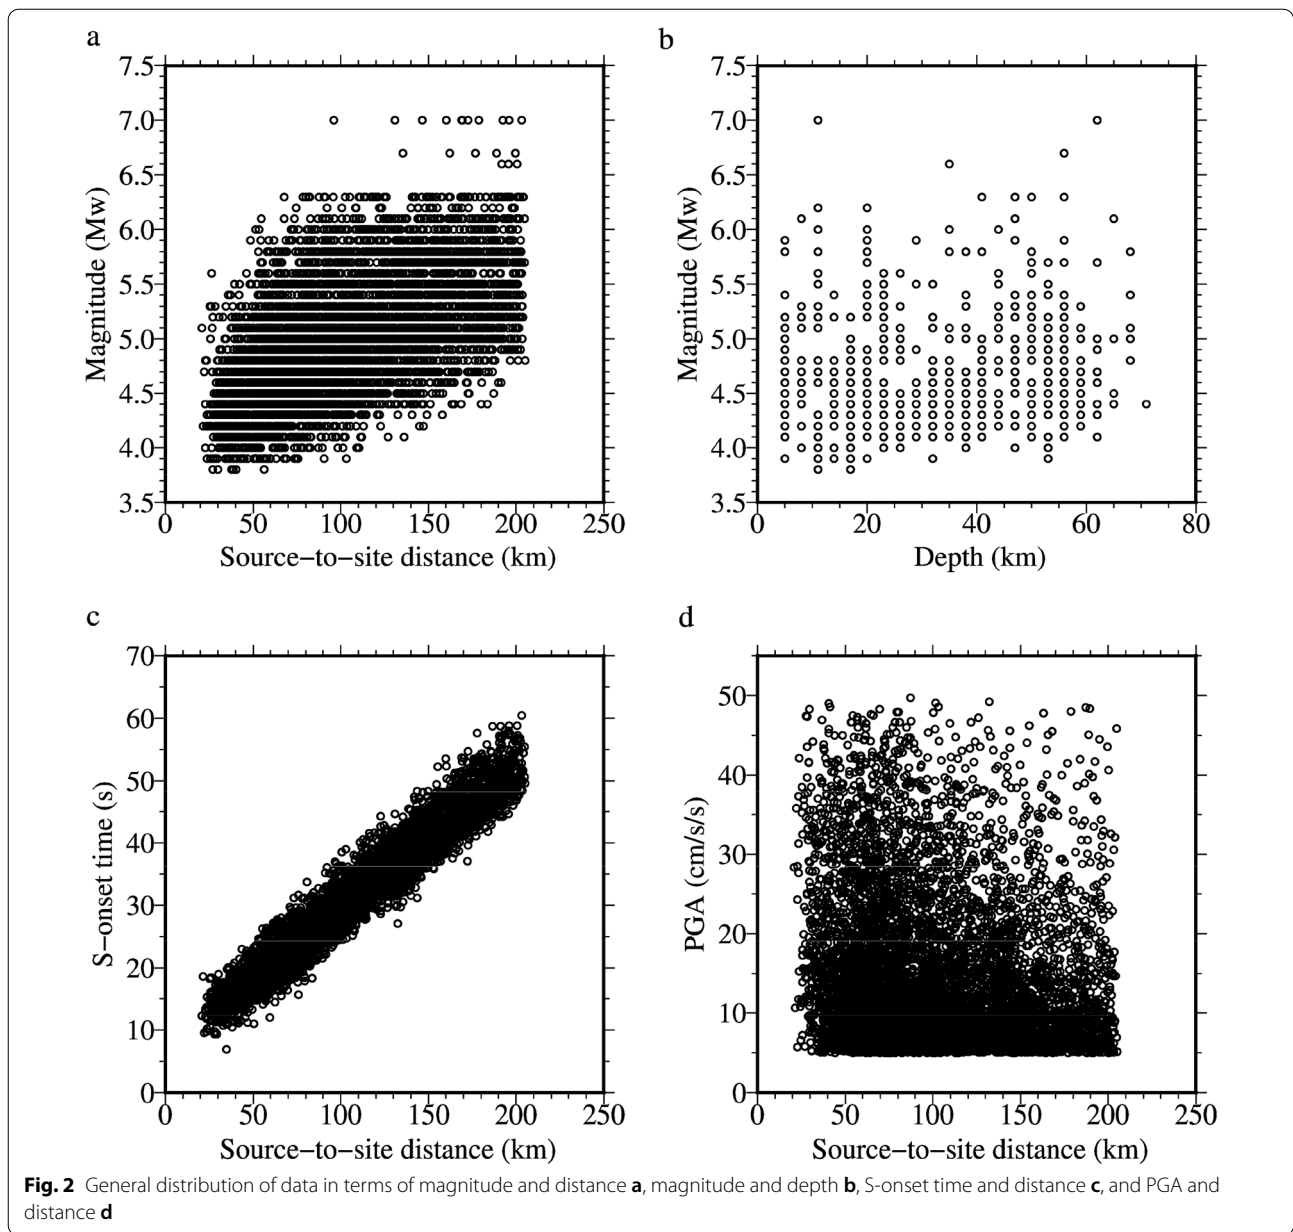 a
b
7.5
7.0
6.5
6.0
5.5
5.0
4.5
4.0
3.5
Magnitude (Mw)
0 50 100 150 200 250
Source−to−site distance (km)
7.5
7.0
6.5
6.0
5.5
5.0
4.5
4.0
3.5
Magnitude (Mw)
0 20 40 60 80
Depth (km)
c
d
70
60
50
40
30
20
10
0
S−onset time (s)
0 50 100 150 200 250
Source−to−site distance (km)
50
40
30
20
10
0
PGA (cm/s/s)
0 50 100 150 200 250
Source−to−site distance (km)
Fig. 2 General distribution of data in terms of magnitude and distance a, magnitude and depth b, S-onset time and distance c, and PGA and
distance d